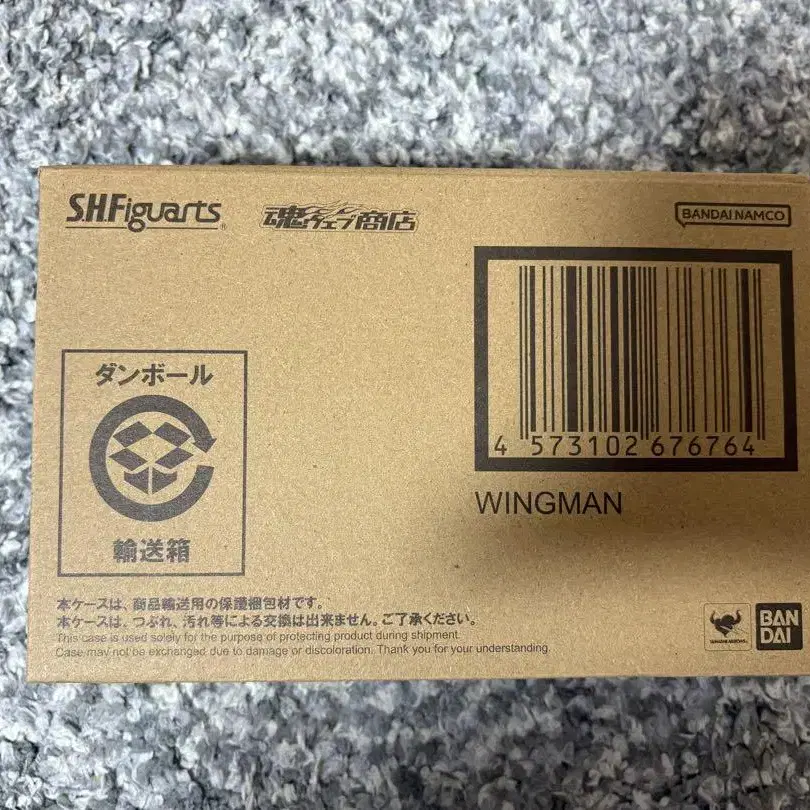 S.H.Figuarts®
魂ウェブ商店
BANDAI NAMCO
4 573102 676764
WINGMAN
ダンボール
輸送箱
本ケースは、商品輸送用の保護梱包材です。
本ケースは、つぶれ、汚れ等による交換は出来ません。ご了承ください。
This case is used solely for the purpose of protecting product during shipment.
Case may not be exchanged due to damage or discoloration. Thank you for your understanding.
BAN
DAI